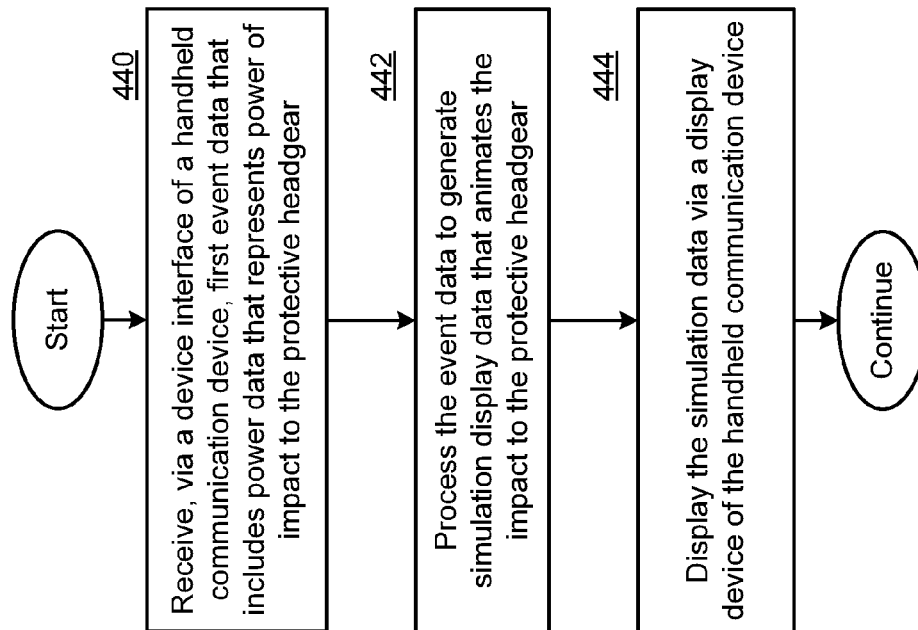 Start
440
Receive, via a device interface of a handheld
communication device, first event data that
includes power data that represents power of
impact to the protective headgear
442
Process the event data to generate
simulation display data that animates the
impact to the protective headgear
444
Display the simulation data via a display
device of the handheld communication device
Continue